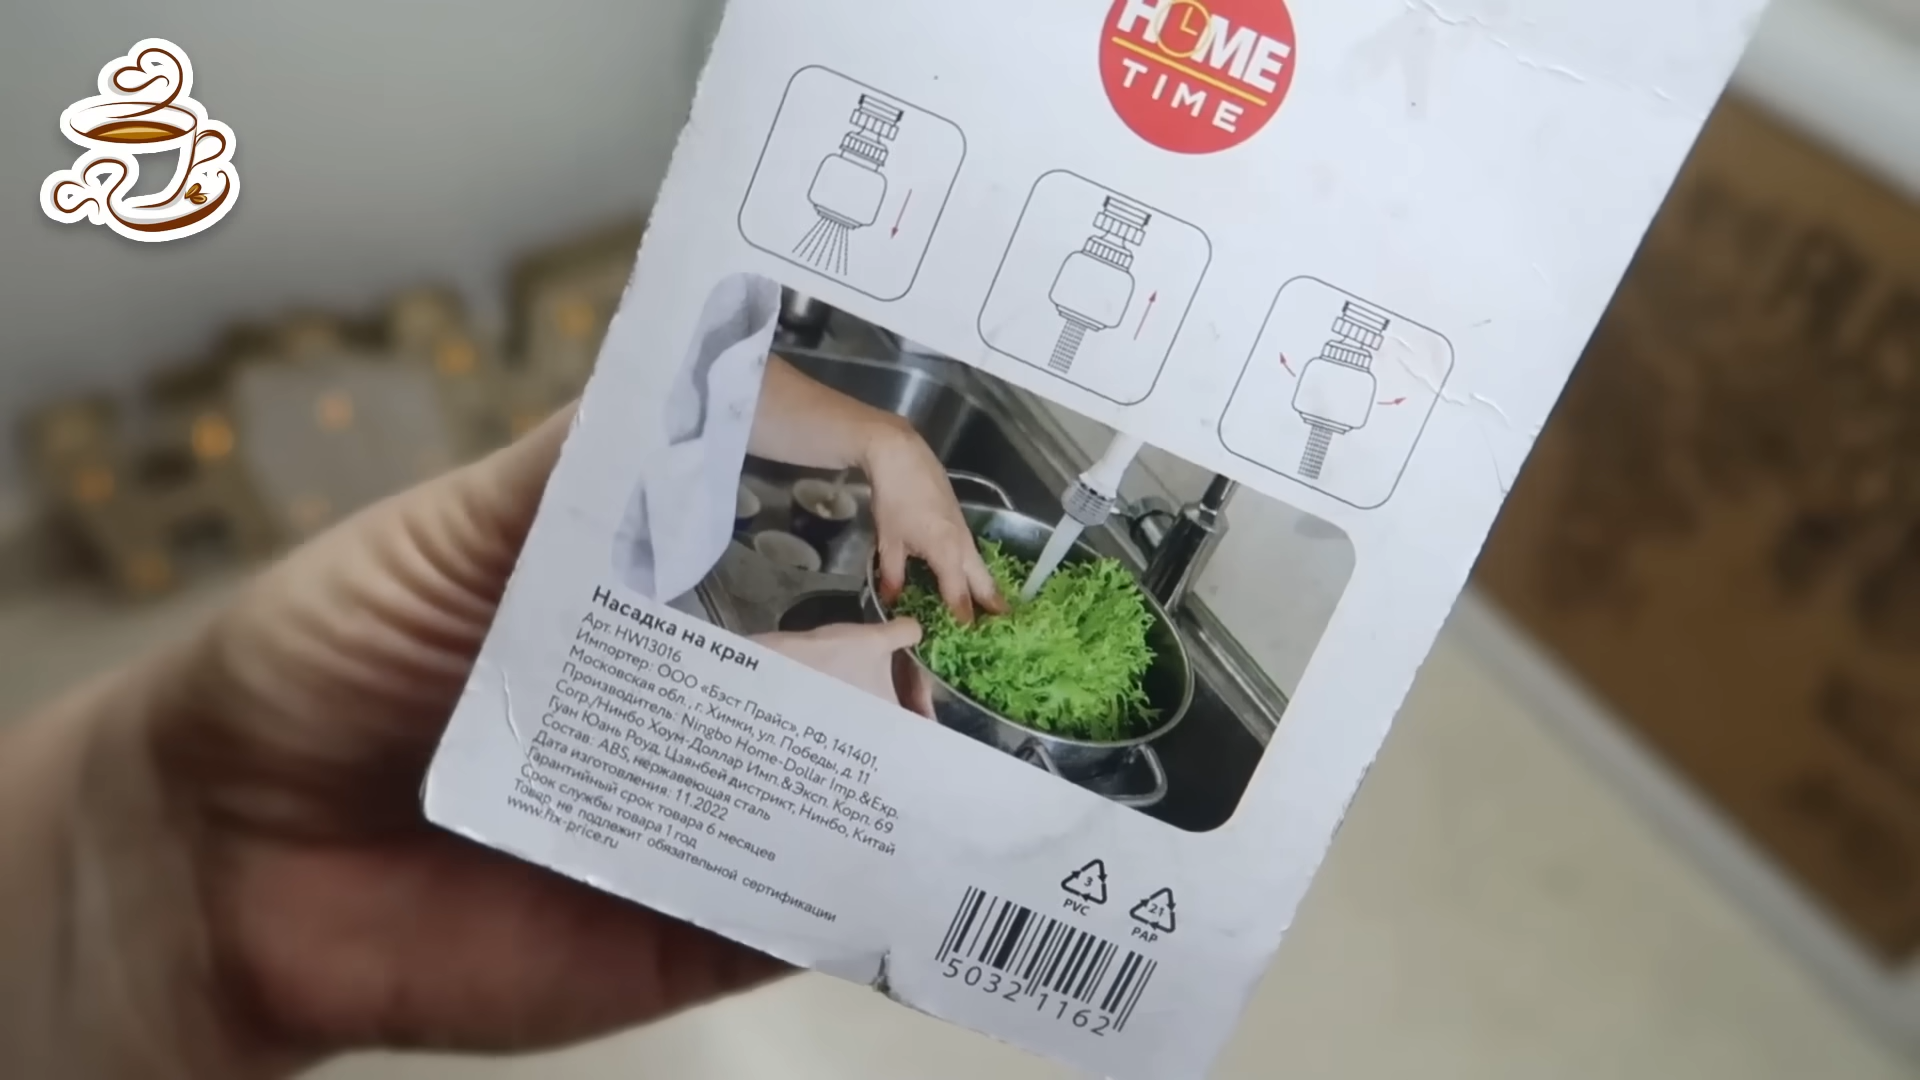 HOME
TIME
Насадка на кран
Арт. HW13016
Импортер: ООО «Бэст Прайс», РФ, 141401,
Московская обл., г. Химки, ул. Победы, д. 11
Производитель: Ningbo Home-Dollar Imp.&Exp.
Corp./Нинбо Хоум-Доллар Имп.&Эксп. Корп. 69
Гуан Юань Роуд, Цзянбей дистрикт, Нинбо, Китай
Состав: ABS, нержавеющая сталь
Дата изготовления: 11.2022
Гарантийный срок товара 6 месяцев
Срок службы товара 1 год
Товар не подлежит обязательной сертификации
www.fix-price.ru
3
PVC
21
PAP
50321162